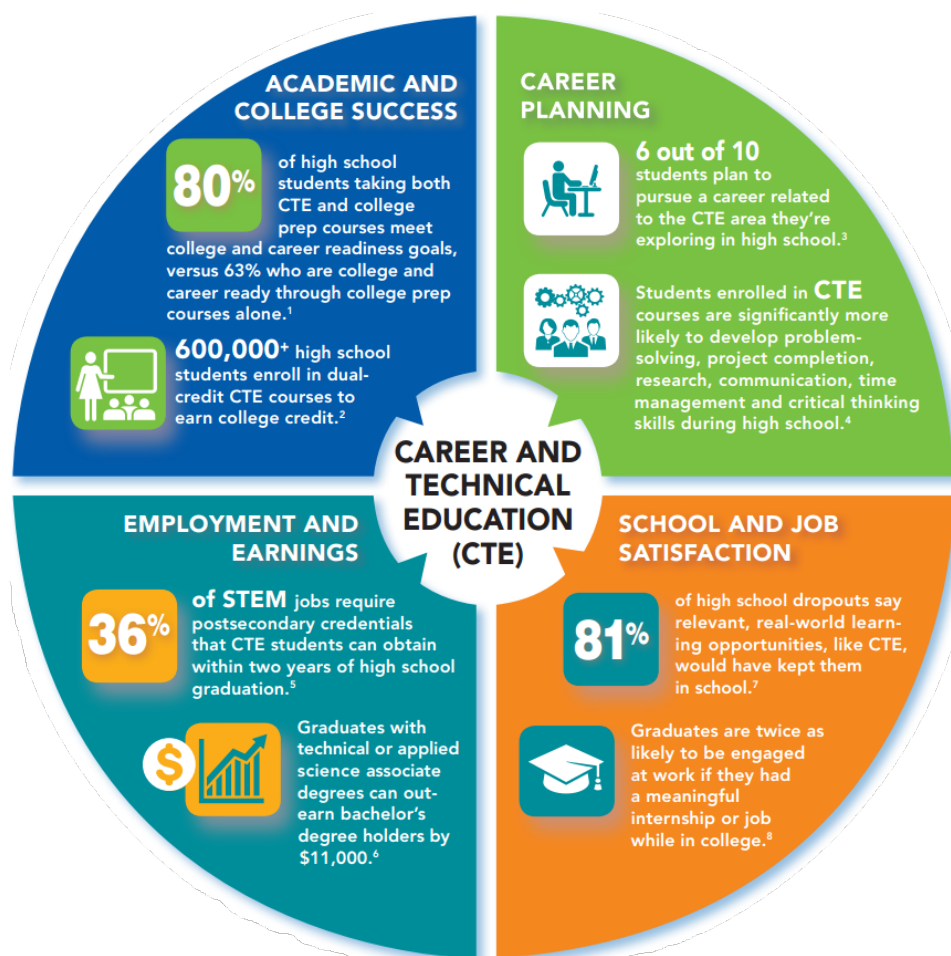 ACADEMIC AND
COLLEGE SUCCESS
80%
of high school
students taking both
CTE and college
prep courses meet
college and career readiness goals,
versus 63% who are college and
career ready through college prep
courses alone.¹
600,000+ high school
students enroll in dual-
credit CTE courses to
earn college credit.²
CAREER
PLANNING
6 out of 10
students plan to
pursue a career related
to the CTE area they're
exploring in high school.³
Students enrolled in CTE
courses are significantly more
likely to develop problem-
solving, project completion,
research, communication, time
management and critical thinking
skills during high school.⁴
CAREER AND
TECHNICAL
EDUCATION
(CTE)
EMPLOYMENT AND
EARNINGS
36%
of STEM jobs require
postsecondary credentials
that CTE students can obtain
within two years of high school
graduation.⁵
$
Graduates with
technical or applied
science associate
degrees can out-
earn bachelor's
degree holders by
$11,000.⁶
SCHOOL AND JOB
SATISFACTION
81%
of high school dropouts say
relevant, real-world learn-
ing opportunities, like CTE,
would have kept them
in school.⁷
Graduates are twice as
likely to be engaged
at work if they had
a meaningful
internship or job
while in college.⁸